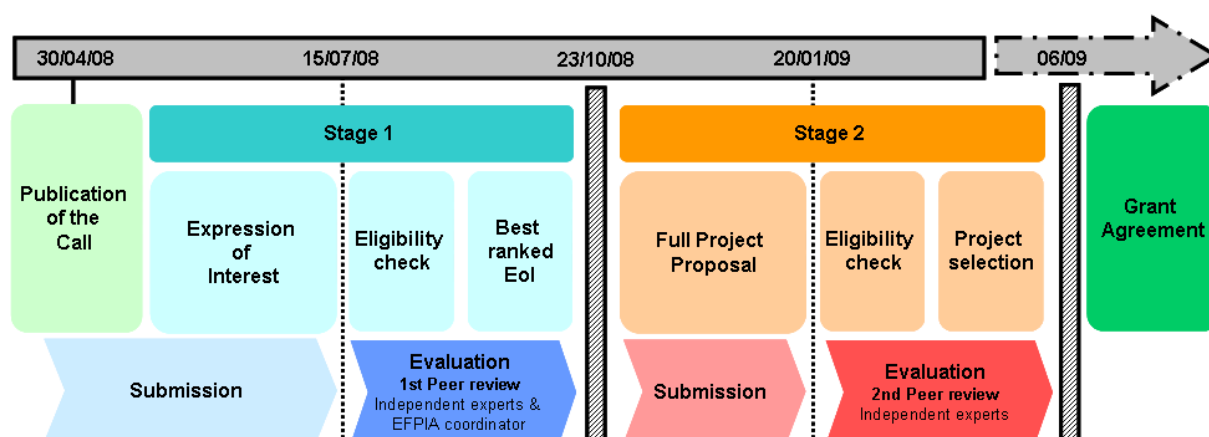 30/04/08 15/07/08 23/10/08 20/01/09 06/09
Publication
of the
Call
Stage 1
Expression
of
Interest
Eligibility
check
Best
ranked
EoI
Stage 2
Full Project
Proposal
Eligibility
check
Project
selection
Grant
Agreement
Submission
Evaluation
1st Peer review
Independent experts &
EFPIA coordinator
Submission
Evaluation
2nd Peer review
Independent experts